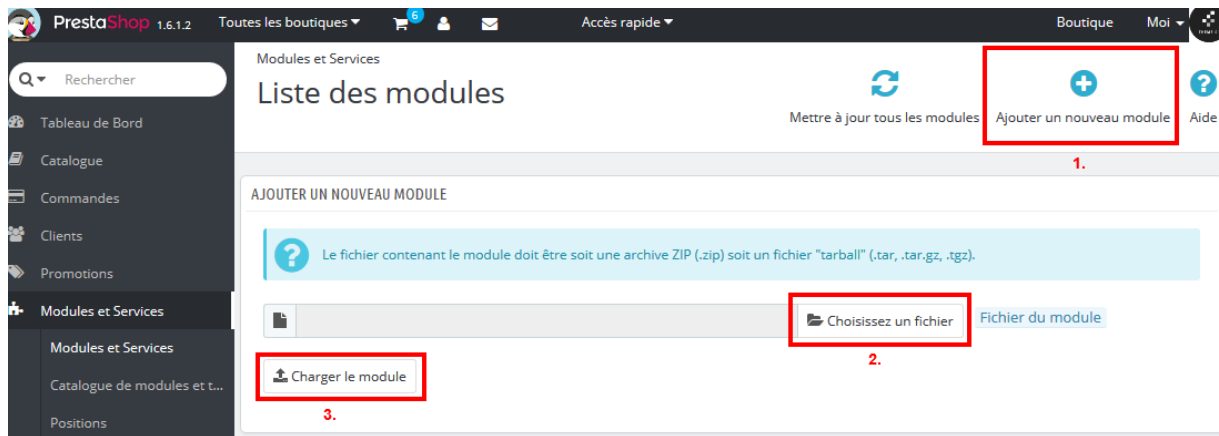 PrestaShop 1.6.1.2 Toutes les boutiques 6 Accès rapide Boutique Moi
Rechercher
Tableau de Bord
Catalogue
Commandes
Clients
Promotions
Modules et Services
Modules et Services
Catalogue de modules et t...
Positions
Modules et Services
Liste des modules
Mettre à jour tous les modules
Ajouter un nouveau module
Aide
1.
AJOUTER UN NOUVEAU MODULE
Le fichier contenant le module doit être soit une archive ZIP (.zip) soit un fichier "tarball" (.tar, .tar.gz, .tgz).
Choisissez un fichier
Fichier du module
2.
Charger le module
3.